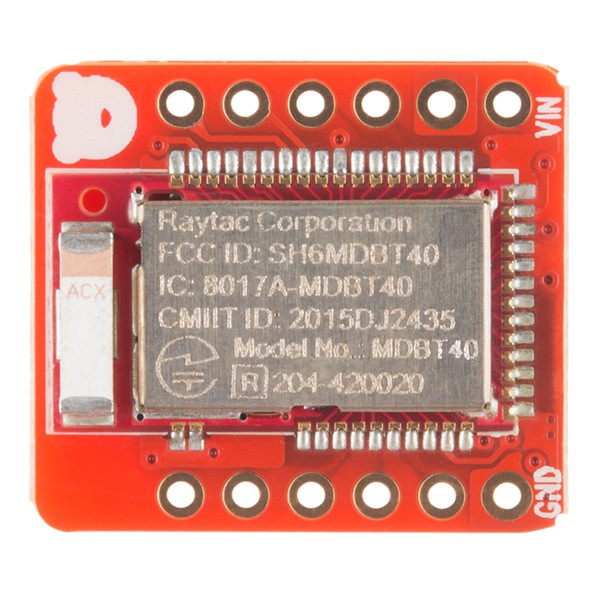 VIN
Raytac Corporation
FCC ID: SH6MDBT40
IC: 8017A-MDBT40
CMIIT ID: 2015DJ2435
Model No.: MDBT40
R 204-420020
ACX
GND